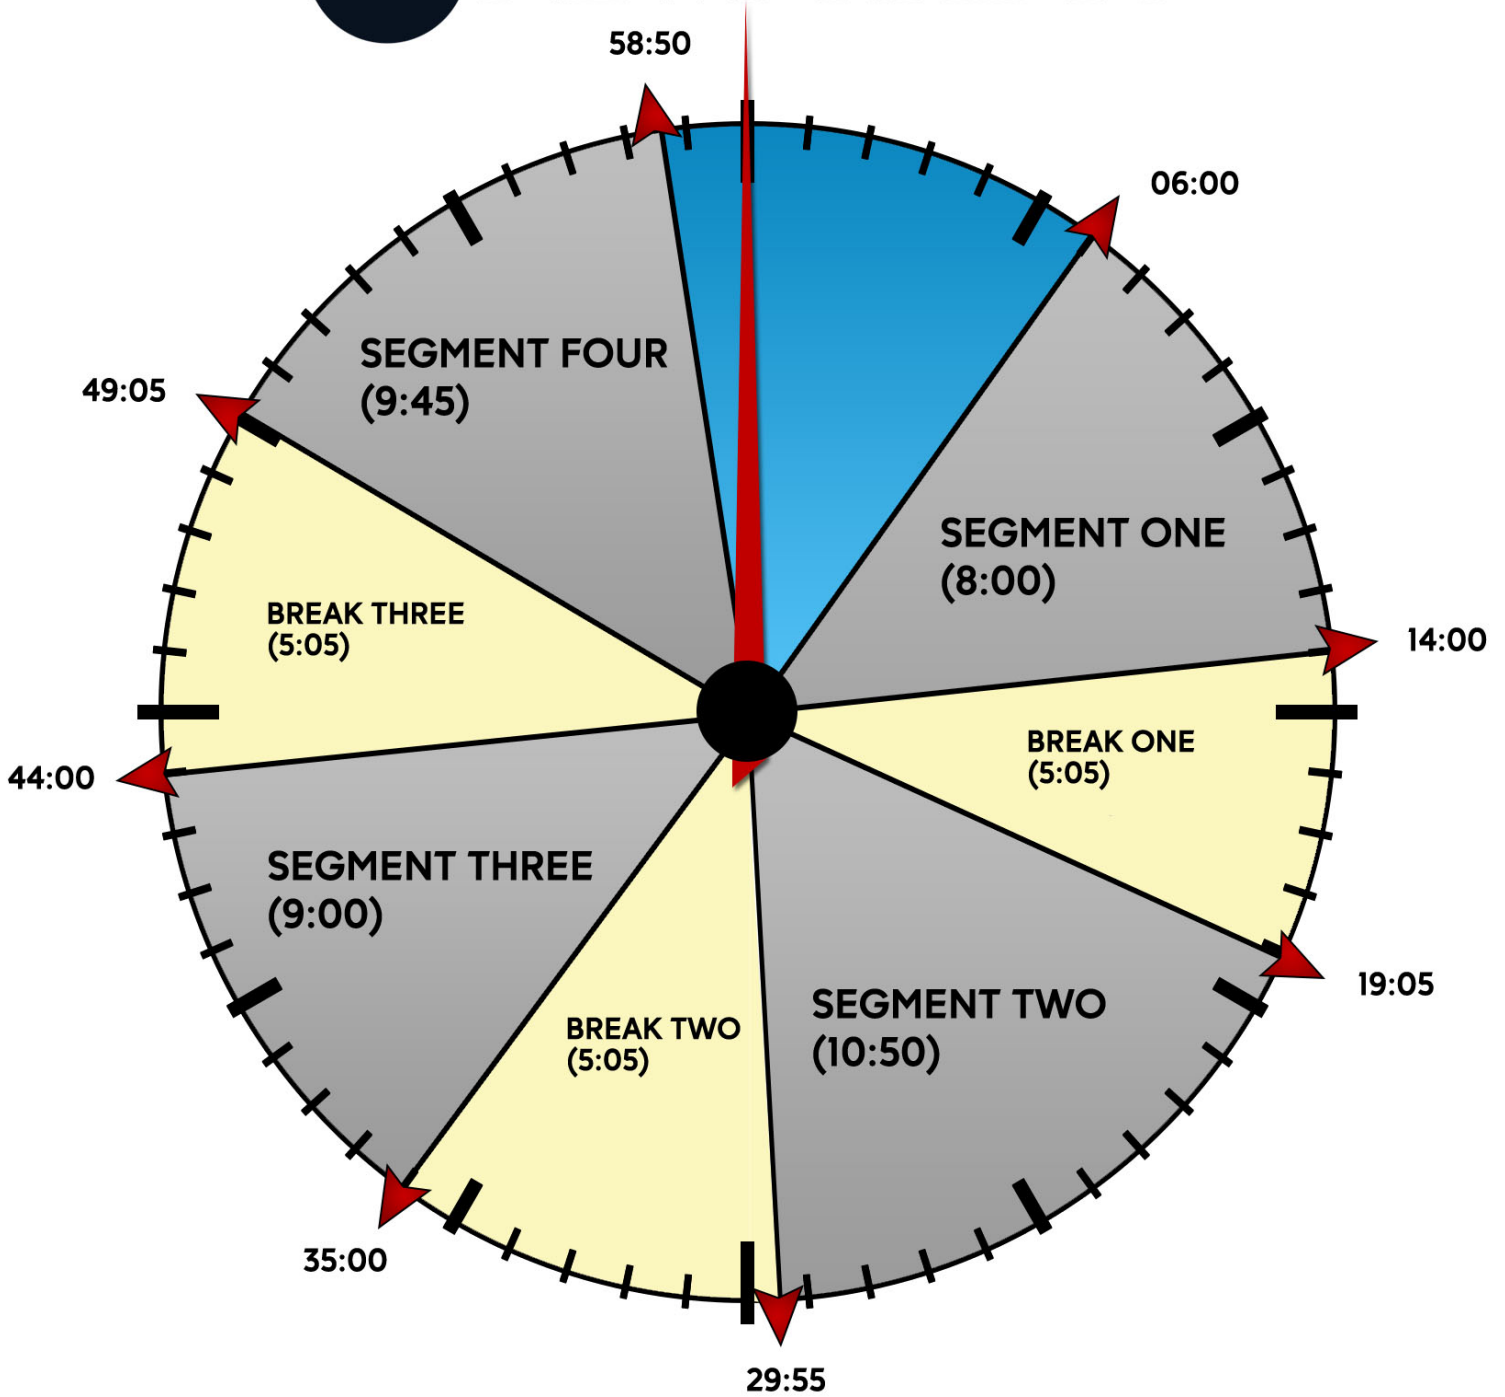 58:50
06:00
SEGMENT FOUR
(9:45)
49:05
SEGMENT ONE
(8:00)
BREAK THREE
(5:05)
14:00
BREAK ONE
(5:05)
44:00
SEGMENT THREE
(9:00)
19:05
SEGMENT TWO
(10:50)
BREAK TWO
(5:05)
35:00
29:55